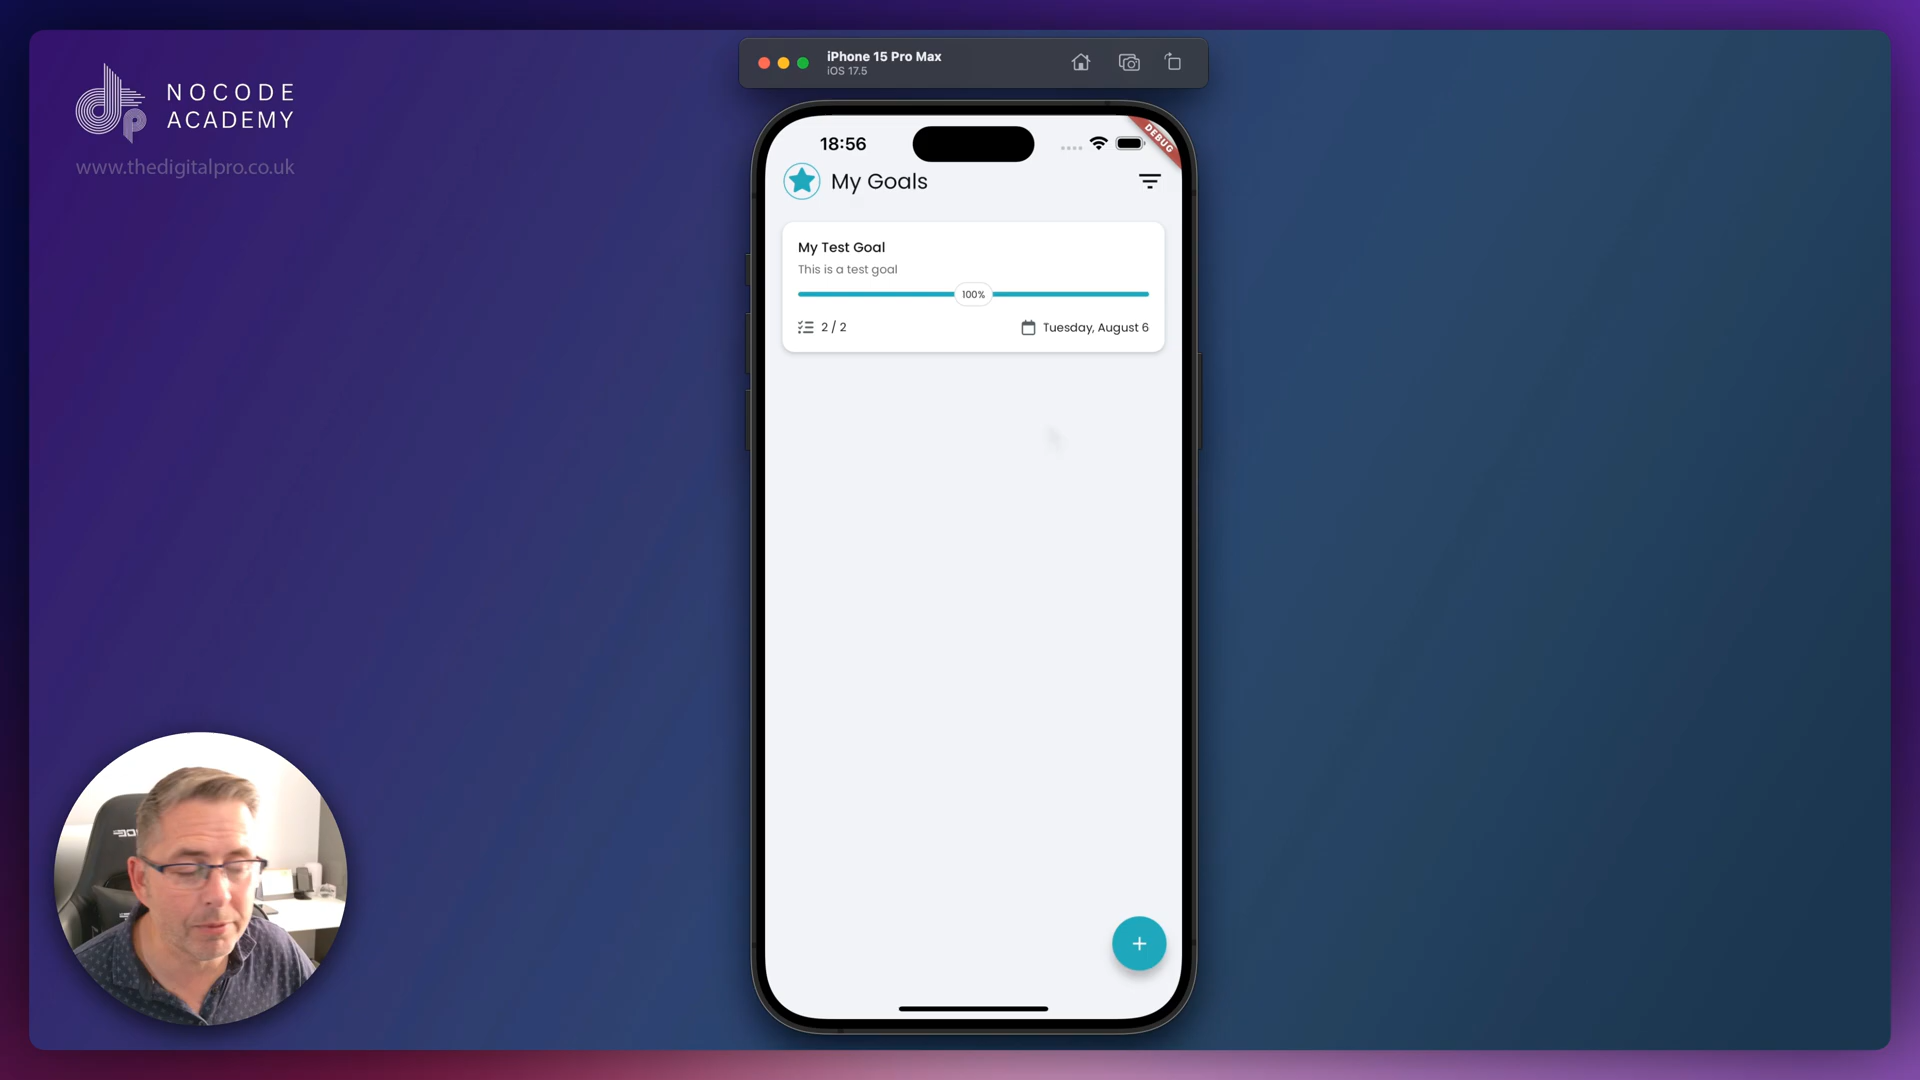 NOCODE
ACADEMY
www.thedigitalpro.co.uk
iPhone 15 Pro Max
iOS 17.5
18:56
DEBUG
My Goals
My Test Goal
This is a test goal
100%
2 / 2
Tuesday, August 6